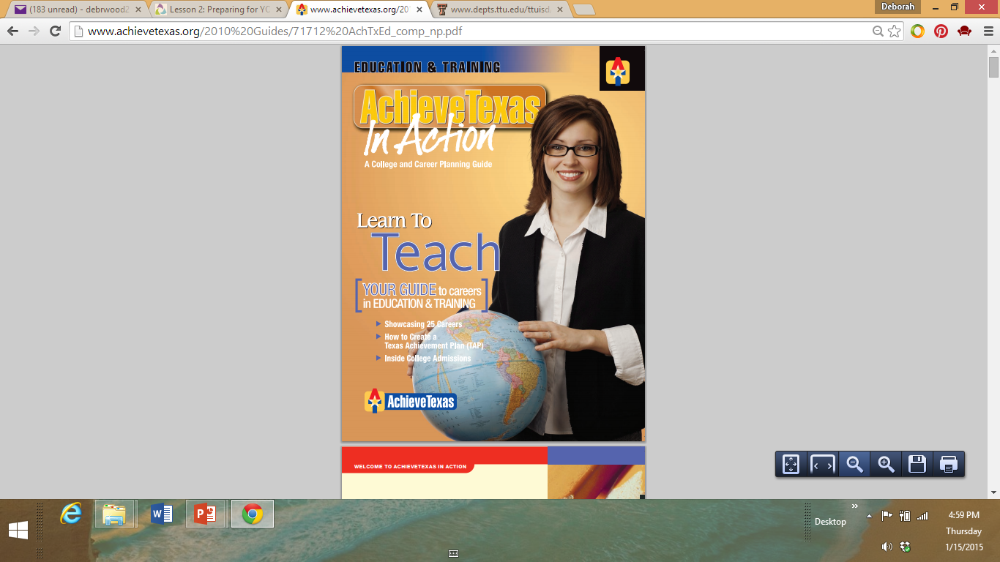 (183 unread) - debrwood2
Lesson 2: Preparing for YO
www.achievetexas.org/20
www.depts.ttu.edu/ttuisd/
Deborah
www.achievetexas.org/2010%20Guides/71712%20AchTxEd_comp_np.pdf
EDUCATION & TRAINING
AchieveTexas
In Action
A College and Career Planning Guide
Learn To
Teach
[YOUR GUIDE to careers
in EDUCATION & TRAINING]
Showcasing 25 Careers
How to Create a
Texas Achievement Plan (TAP)
Inside College Admissions
AchieveTexas
WELCOME TO ACHIEVETEXAS IN ACTION
Desktop
4:59 PM
Thursday
1/15/2015